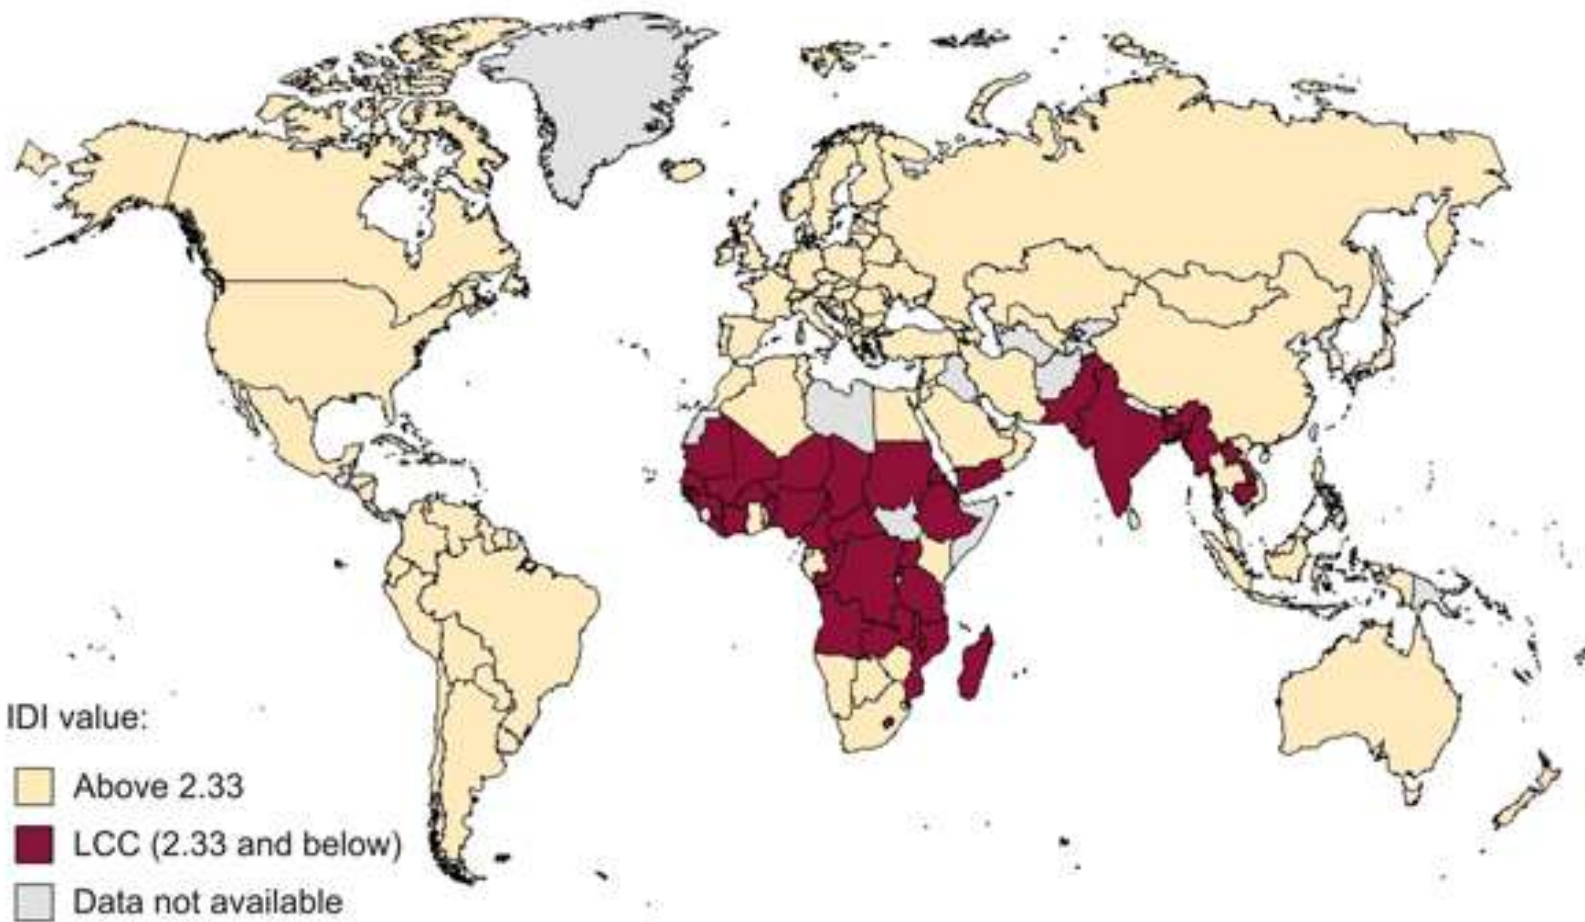 IDI value:
Above 2.33
LCC (2.33 and below)
Data not available